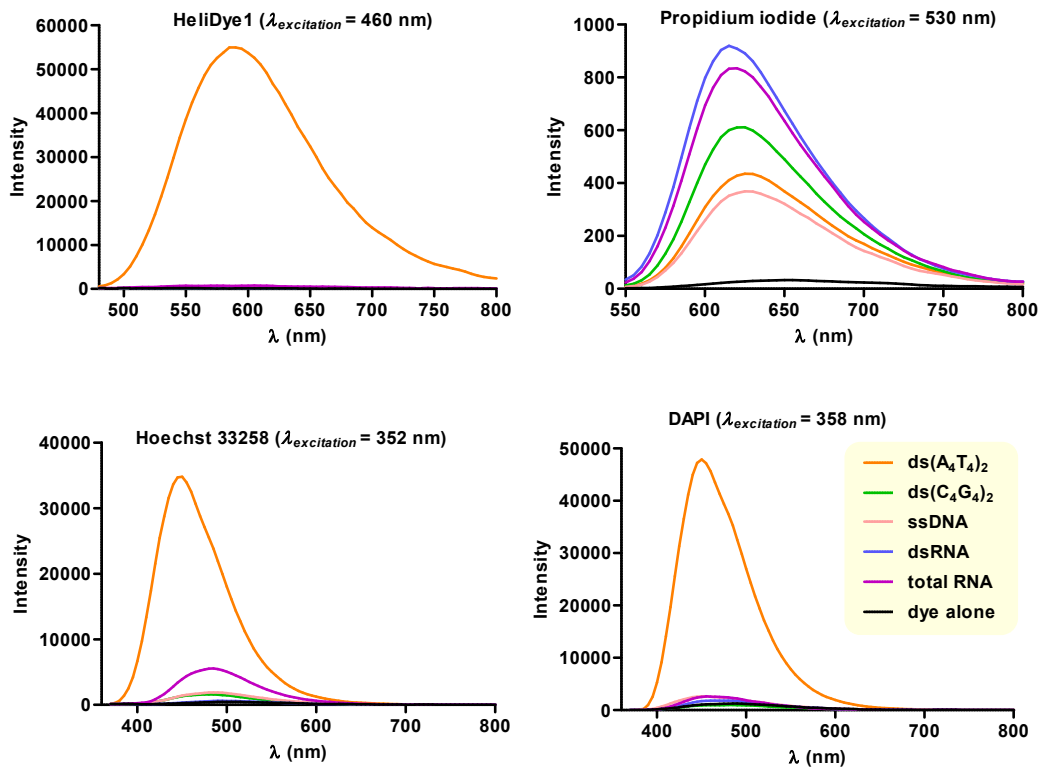 HeliDye1 (λexcitation = 460 nm)
60000
50000
40000
30000
20000
10000
0
Intensity
500 550 600 650 700 750 800
λ (nm)
Propidium iodide (λexcitation = 530 nm)
1000
800
600
400
200
0
Intensity
550 600 650 700 750 800
λ (nm)
Hoechst 33258 (λexcitation = 352 nm)
40000
30000
20000
10000
0
Intensity
400 500 600 700 800
λ (nm)
DAPI (λexcitation = 358 nm)
50000
40000
30000
20000
10000
0
Intensity
400 500 600 700 800
λ (nm)
ds(A₄T₄)₂
ds(C₄G₄)₂
ssDNA
dsRNA
total RNA
dye alone